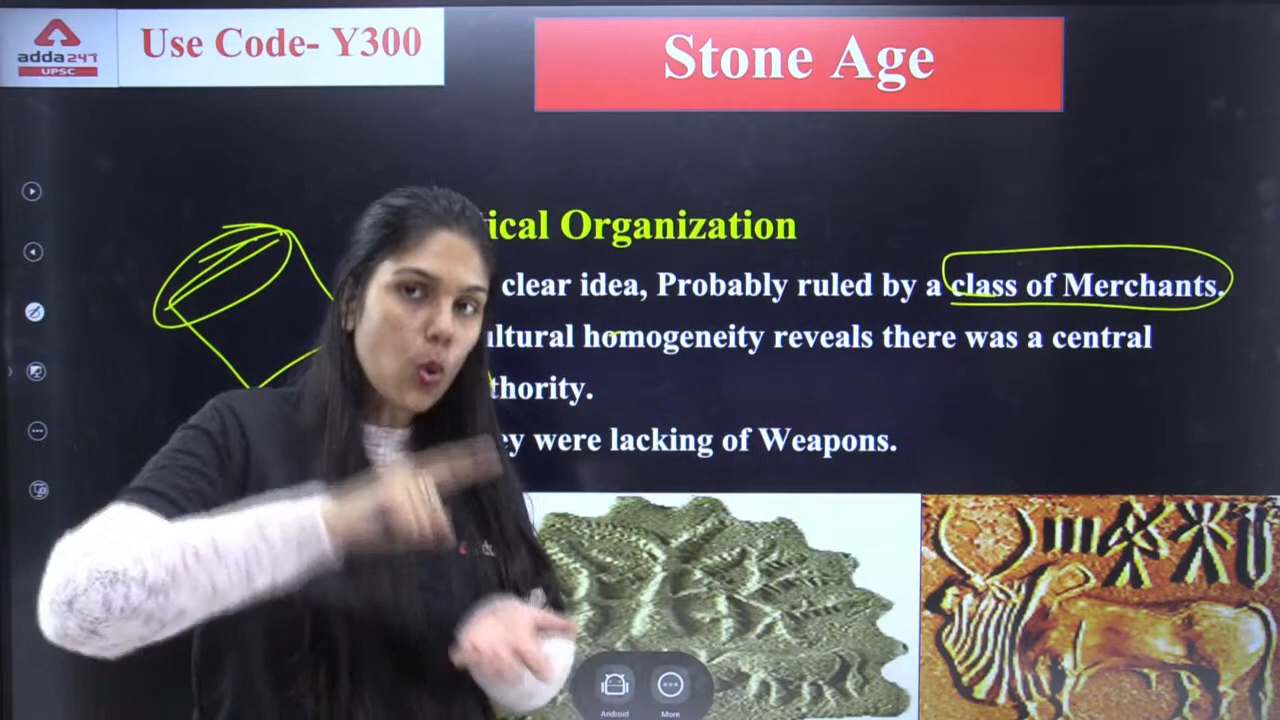 adda247
UPSC
Use Code- Y300
Stone Age
tical Organization
clear idea, Probably ruled by a class of Merchants.
ultural homogeneity reveals there was a central
thority.
ey were lacking of Weapons.
Android
More